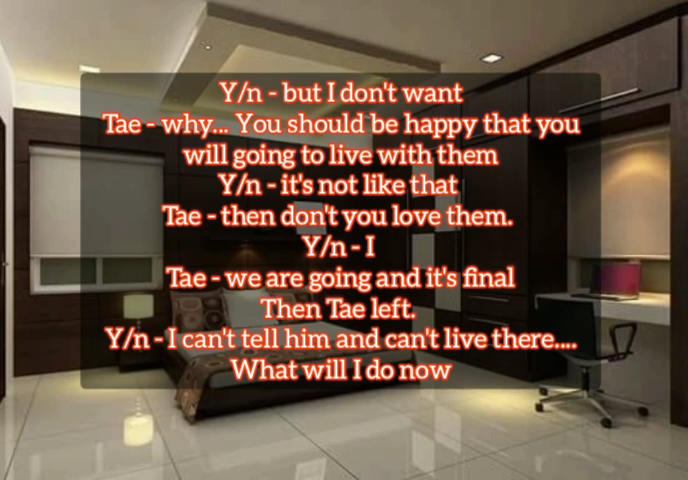 Y/n - but I don't want
Tae - why... You should be happy that you
will going to live with them
Y/n - it's not like that
Tae - then don't you love them.
Y/n - I
Tae - we are going and it's final
Then Tae left.
Y/n - I can't tell him and can't live there....
What will I do now